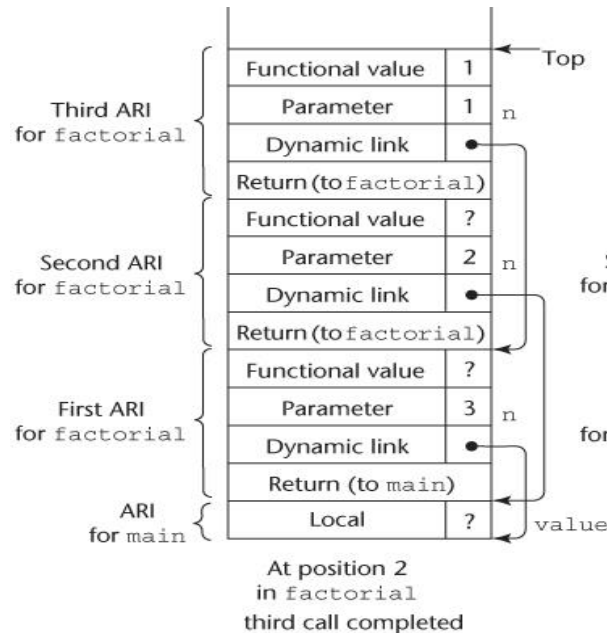 Top
Third ARI
for factorial
Functional value 1
Parameter 1 n
Dynamic link
Return (to factorial)
Second ARI
for factorial
Functional value ?
Parameter 2 n
Dynamic link
Return (to factorial)
First ARI
for factorial
Functional value ?
Parameter 3 n
Dynamic link
Return (to main)
ARI
for main
Local ? value
At position 2
in factorial
third call completed